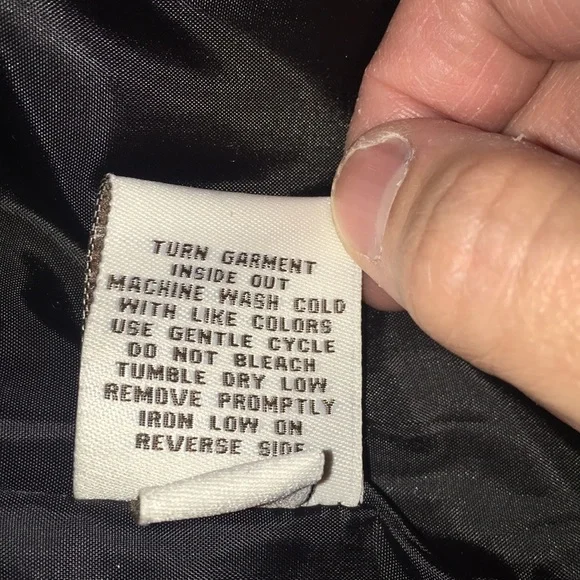 TURN GARMENT
INSIDE OUT
MACHINE WASH COLD
WITH LIKE COLORS
USE GENTLE CYCLE
DO NOT BLEACH
TUMBLE DRY LOW
REMOVE PROMPTLY
IRON LOW ON
REVERSE SIDE